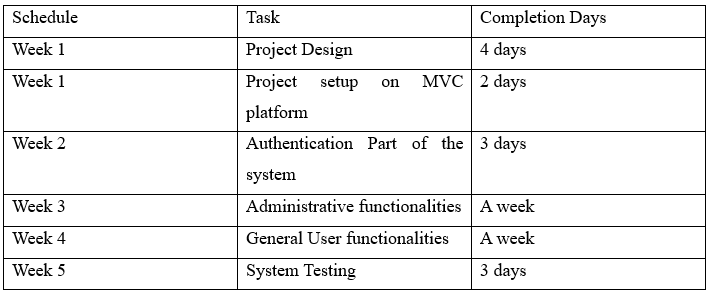 Schedule Task Completion Days
Week 1 Project Design 4 days
Week 1 Project setup on MVC 2 days
platform
Week 2 Authentication Part of the 3 days
system
Week 3 Administrative functionalities A week
Week 4 General User functionalities A week
Week 5 System Testing 3 days